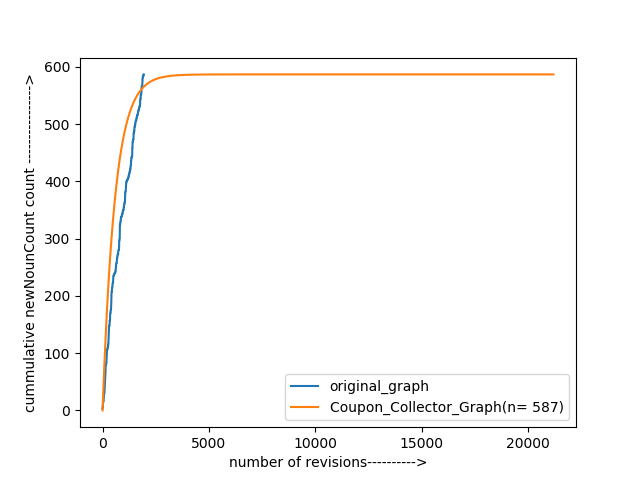 600
500
400
300
200
100
0
cummulative newNounCount count ---------------->
original_graph
Coupon_Collector_Graph(n= 587)
0 5000 10000 15000 20000
number of revisions---------->